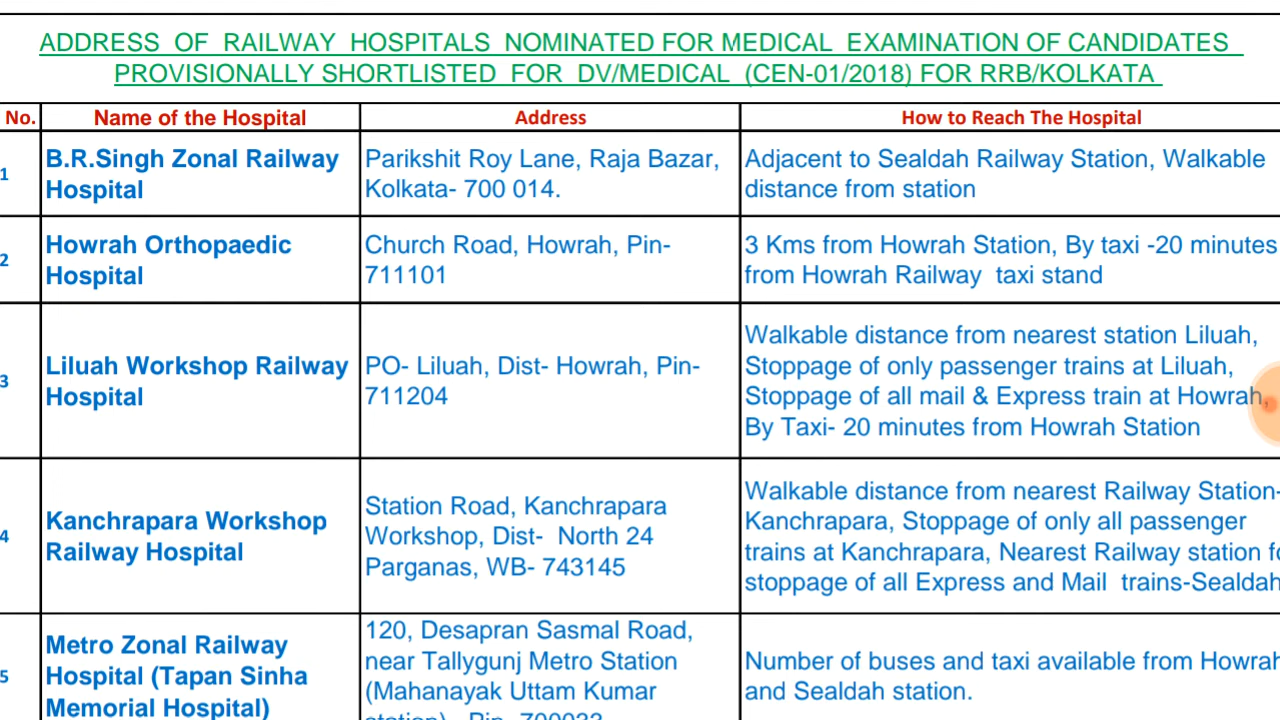 ADDRESS OF RAILWAY HOSPITALS NOMINATED FOR MEDICAL EXAMINATION OF CANDIDATES
PROVISIONALLY SHORTLISTED FOR DV/MEDICAL (CEN-01/2018) FOR RRB/KOLKATA
No. Name of the Hospital Address How to Reach The Hospital
1
B.R.Singh Zonal Railway
Hospital
Parikshit Roy Lane, Raja Bazar,
Kolkata- 700 014.
Adjacent to Sealdah Railway Station, Walkable
distance from station
2
Howrah Orthopaedic
Hospital
Church Road, Howrah, Pin-
711101
3 Kms from Howrah Station, By taxi -20 minutes
from Howrah Railway taxi stand
3
Liluah Workshop Railway
Hospital
PO- Liluah, Dist- Howrah, Pin-
711204
Walkable distance from nearest station Liluah,
Stoppage of only passenger trains at Liluah,
Stoppage of all mail & Express train at Howrah,
By Taxi- 20 minutes from Howrah Station
4
Kanchrapara Workshop
Railway Hospital
Station Road, Kanchrapara
Workshop, Dist- North 24
Parganas, WB- 743145
Walkable distance from nearest Railway Station-
Kanchrapara, Stoppage of only all passenger
trains at Kanchrapara, Nearest Railway station
stoppage of all Express and Mail trains-Sealdah
5
Metro Zonal Railway
Hospital (Tapan Sinha
Memorial Hospital)
120, Desapran Sasmal Road,
near Tallygunj Metro Station
(Mahanayak Uttam Kumar
Number of buses and taxi available from Howrah
and Sealdah station.